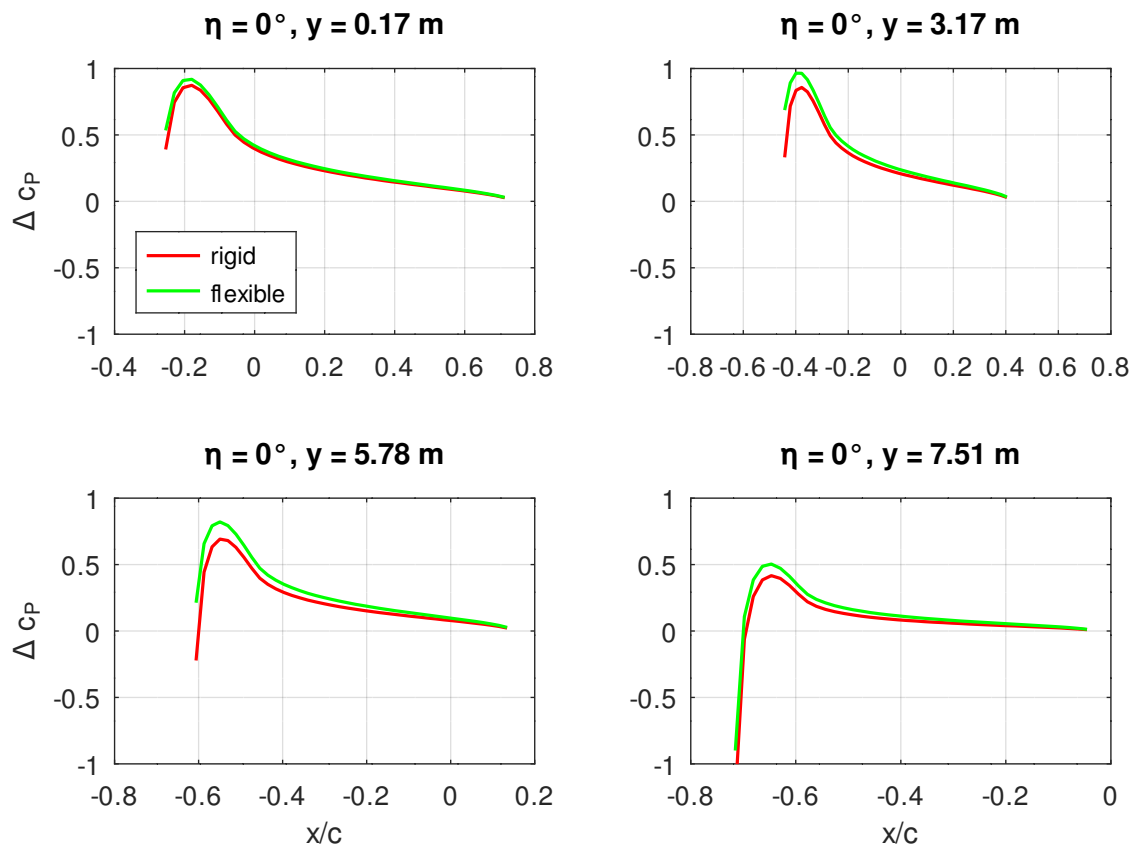 η = 0°, y = 0.17 m
1
0.5
0
-0.5
-1
Δ cP
rigid
flexible
-0.4 -0.2 0 0.2 0.4 0.6 0.8
η = 0°, y = 3.17 m
1
0.5
0
-0.5
-1
-0.8 -0.6 -0.4 -0.2 0 0.2 0.4 0.6 0.8
η = 0°, y = 5.78 m
1
0.5
0
-0.5
-1
Δ cP
-0.8 -0.6 -0.4 -0.2 0 0.2
x/c
η = 0°, y = 7.51 m
1
0.5
0
-0.5
-1
-0.8 -0.6 -0.4 -0.2 0
x/c